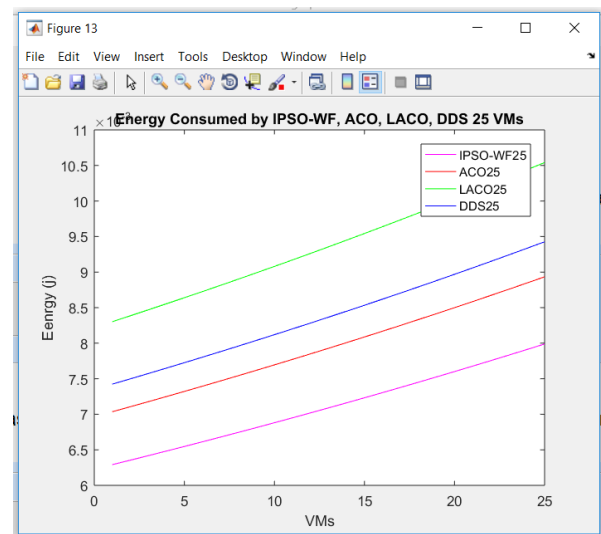 Figure 13
File Edit View Insert Tools Desktop Window Help
Energy Consumed by IPSO-WF, ACO, LACO, DDS 25 VMs
11
10.5
10
9.5
9
8.5
8
7.5
7
6.5
6
Eenrgy (j)
IPSO-WF25
ACO25
LACO25
DDS25
0 5 10 15 20 25
VMs